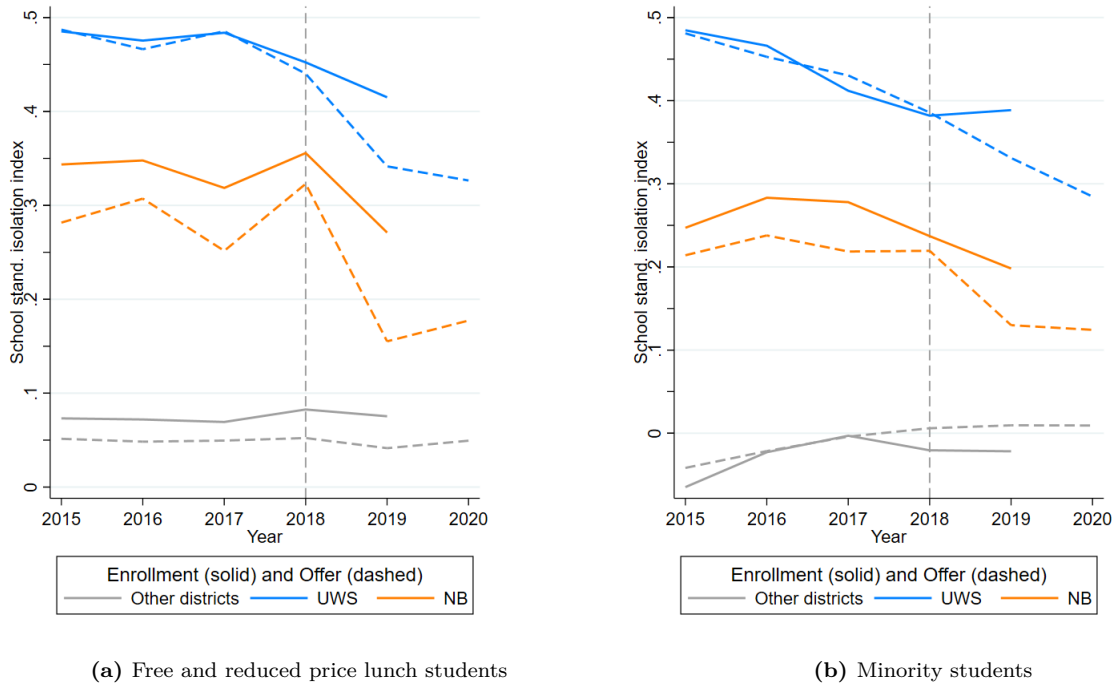 School stand. isolation index
.5
.4
.3
.2
.1
0
2015 2016 2017 2018 2019 2020
Year
Enrollment (solid) and Offer (dashed)
Other districts UWS NB
(a) Free and reduced price lunch students
School stand. isolation index
.5
.4
.3
.2
.1
0
2015 2016 2017 2018 2019 2020
Year
Enrollment (solid) and Offer (dashed)
Other districts UWS NB
(b) Minority students